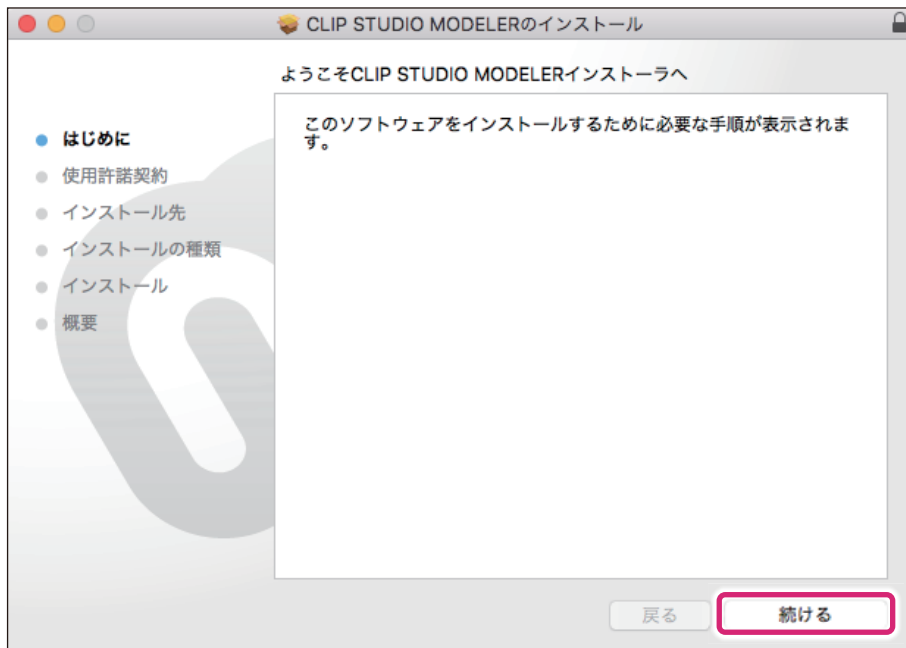 CLIP STUDIO MODELERのインストール
ようこそCLIP STUDIO MODELERインストーラへ
はじめに
使用許諾契約
インストール先
インストールの種類
インストール
概要
このソフトウェアをインストールするために必要な手順が表示されま
す。
戻る
続ける